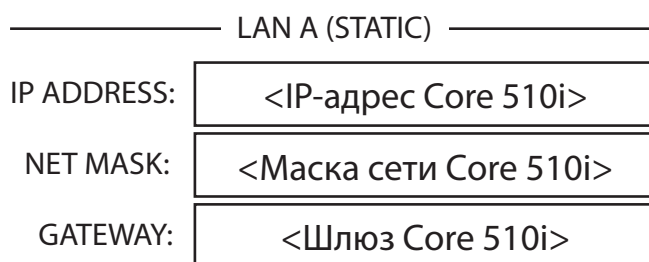 LAN A (STATIC)
IP ADDRESS: <IP-адрес Core 510i>
NET MASK: <Маска сети Core 510i>
GATEWAY: <Шлюз Core 510i>